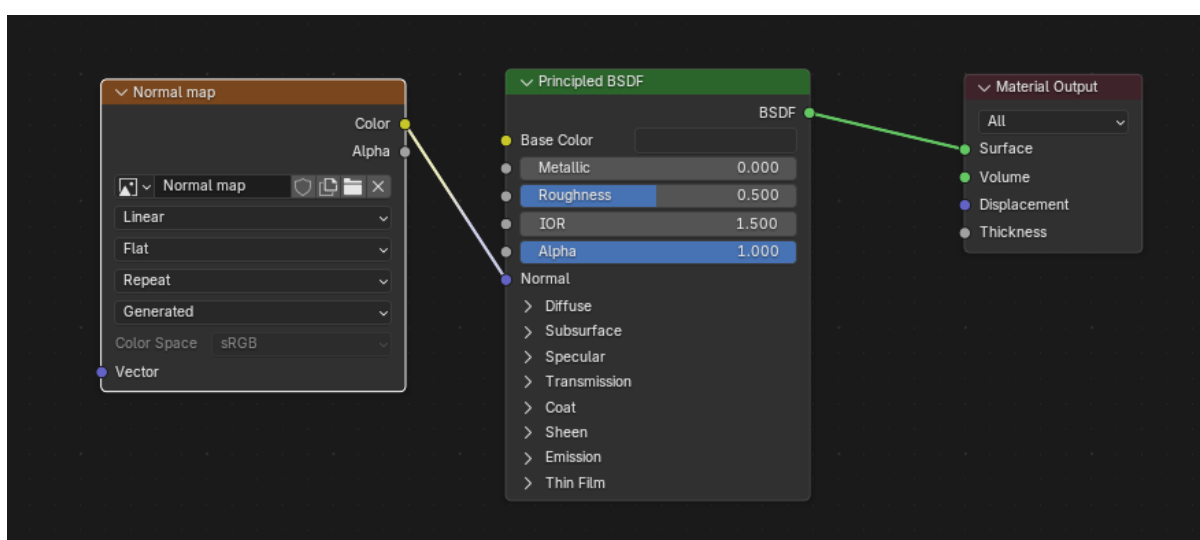 Normal map
Color
Alpha
Normal map
Linear
Flat
Repeat
Generated
Color Space sRGB
Vector
Principled BSDF
BSDF
Base Color
Metallic 0.000
Roughness 0.500
IOR 1.500
Alpha 1.000
Normal
Diffuse
Subsurface
Specular
Transmission
Coat
Sheen
Emission
Thin Film
Material Output
All
Surface
Volume
Displacement
Thickness